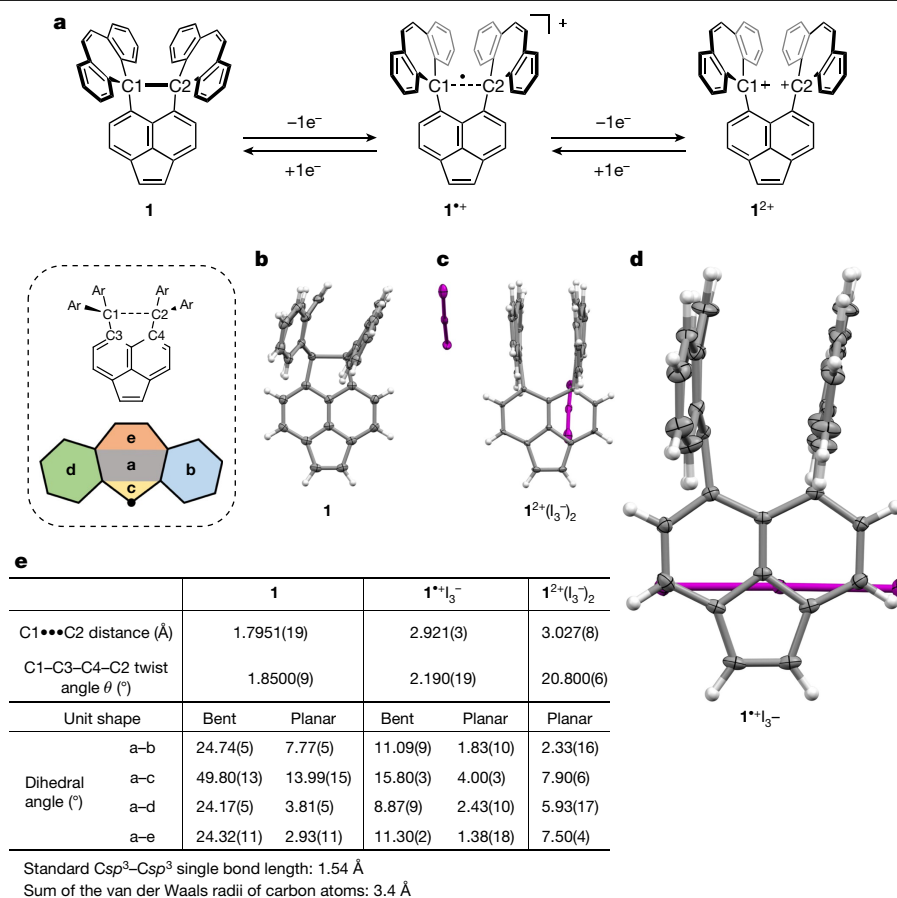 a
C1 C2
C1 • C2
•+
C1+ +C2
−1e−
+1e−
−1e−
+1e−
1
1•+
1²⁺
b
c
d
Ar Ar
Ar C1 C2 Ar
C3 C4
e
d a b
c
1
1²⁺(I₃⁻)₂
1•⁺I₃–
e
1 1•⁺I₃⁻ 1²⁺(I₃⁻)₂
C1•••C2 distance (Å) 1.7951(19) 2.921(3) 3.027(8)
C1–C3–C4–C2 twist
angle θ (°) 1.8500(9) 2.190(19) 20.800(6)
Unit shape Bent Planar Bent Planar Planar
Dihedral
angle (°)
a–b 24.74(5) 7.77(5) 11.09(9) 1.83(10) 2.33(16)
a–c 49.80(13) 13.99(15) 15.80(3) 4.00(3) 7.90(6)
a–d 24.17(5) 3.81(5) 8.87(9) 2.43(10) 5.93(17)
a–e 24.32(11) 2.93(11) 11.30(2) 1.38(18) 7.50(4)
Standard Csp³–Csp³ single bond length: 1.54 Å
Sum of the van der Waals radii of carbon atoms: 3.4 Å